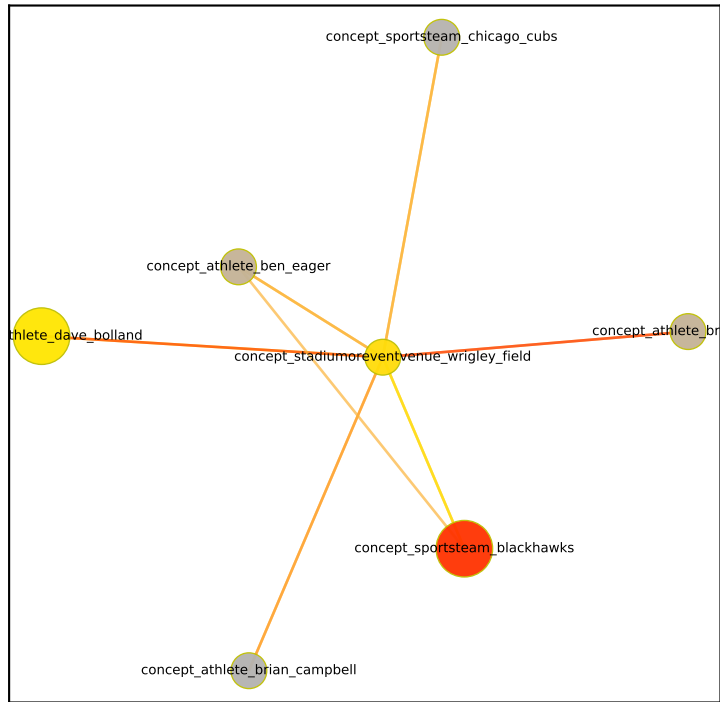 concept_sportsteam_chicago_cubs
concept_athlete_ben_eager
concept_athlete_br
thlete_dave_bolland
concept_stadiumoreventvenue_wrigley_field
concept_sportsteam_blackhawks
concept_athlete_brian_campbell